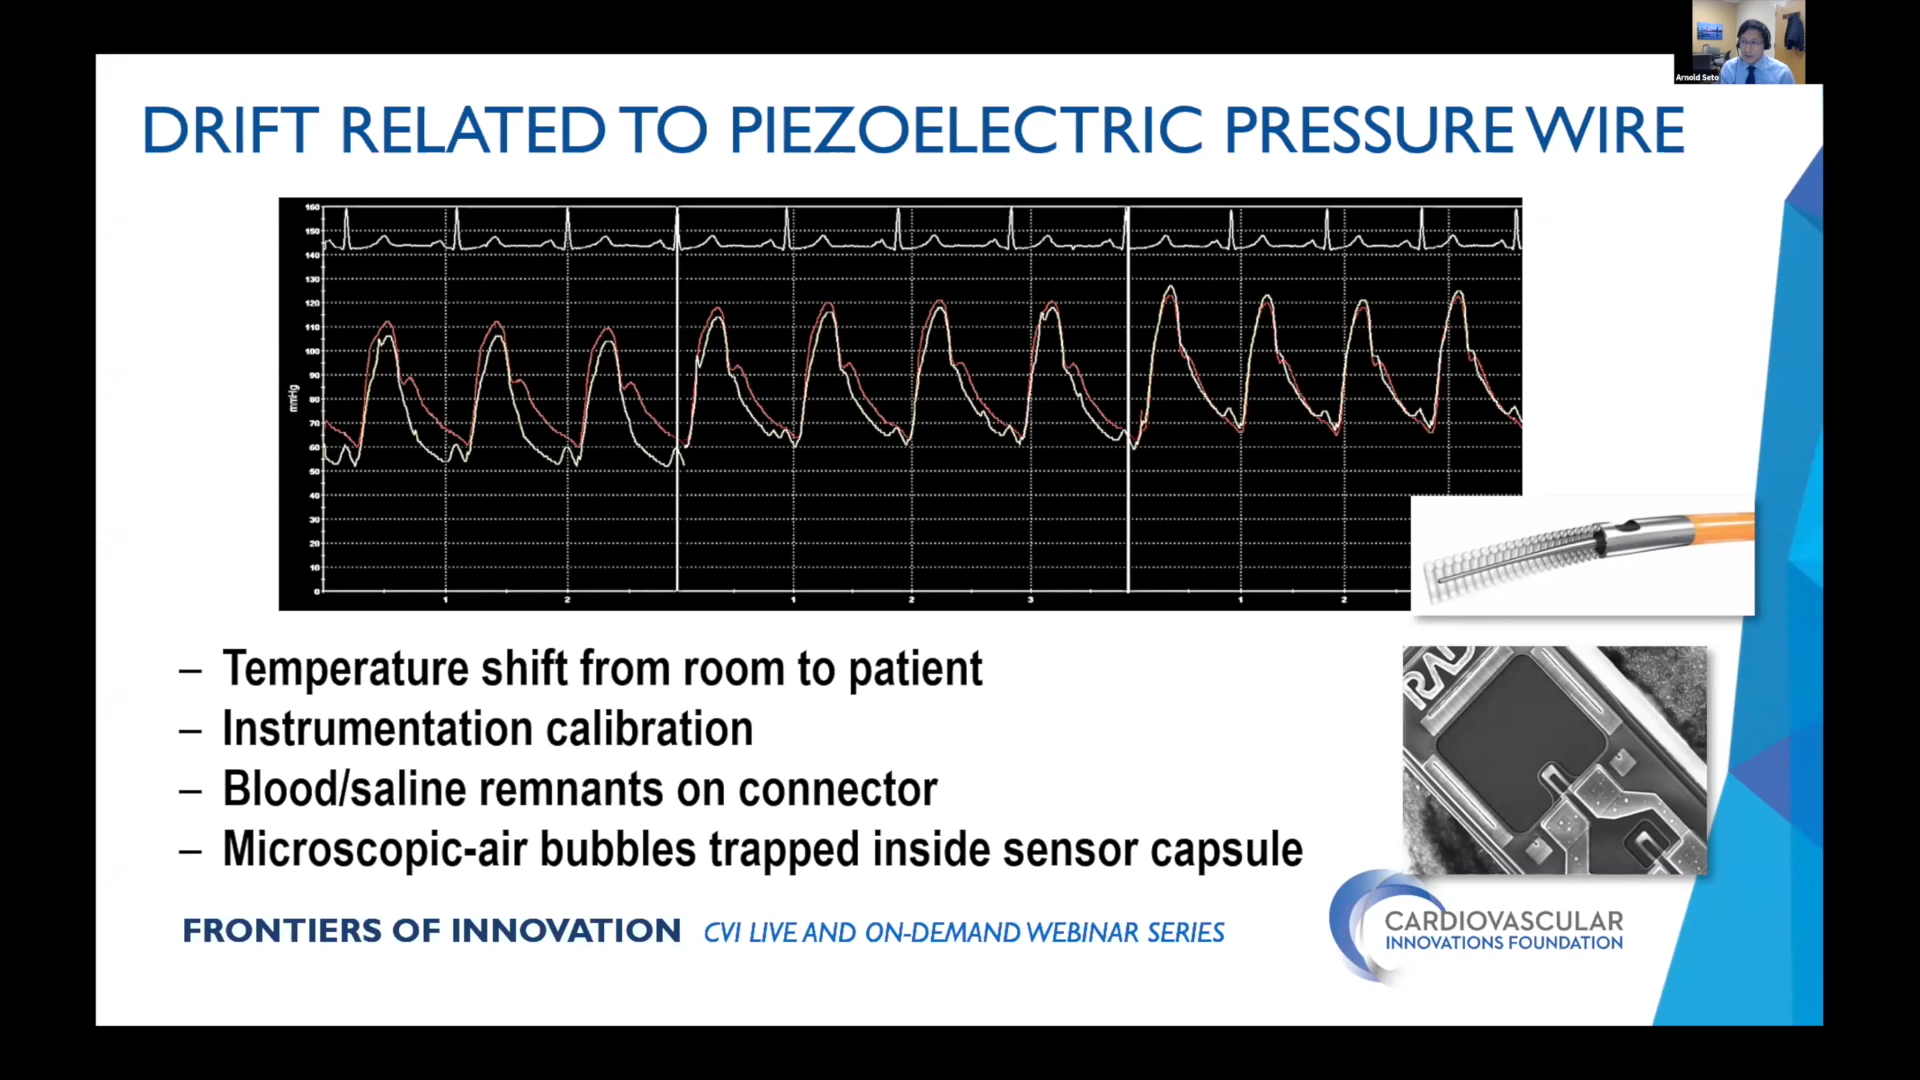 Arnold Seto
DRIFT RELATED TO PIEZOELECTRIC PRESSURE WIRE
160
150
140
130
120
110
100
90
80
70
60
50
40
30
20
10
0
mmHg
1
2
1
2
3
1
2
RAD
– Temperature shift from room to patient
– Instrumentation calibration
– Blood/saline remnants on connector
– Microscopic-air bubbles trapped inside sensor capsule
FRONTIERS OF INNOVATION CVI LIVE AND ON-DEMAND WEBINAR SERIES
CARDIOVASCULAR
INNOVATIONS FOUNDATION